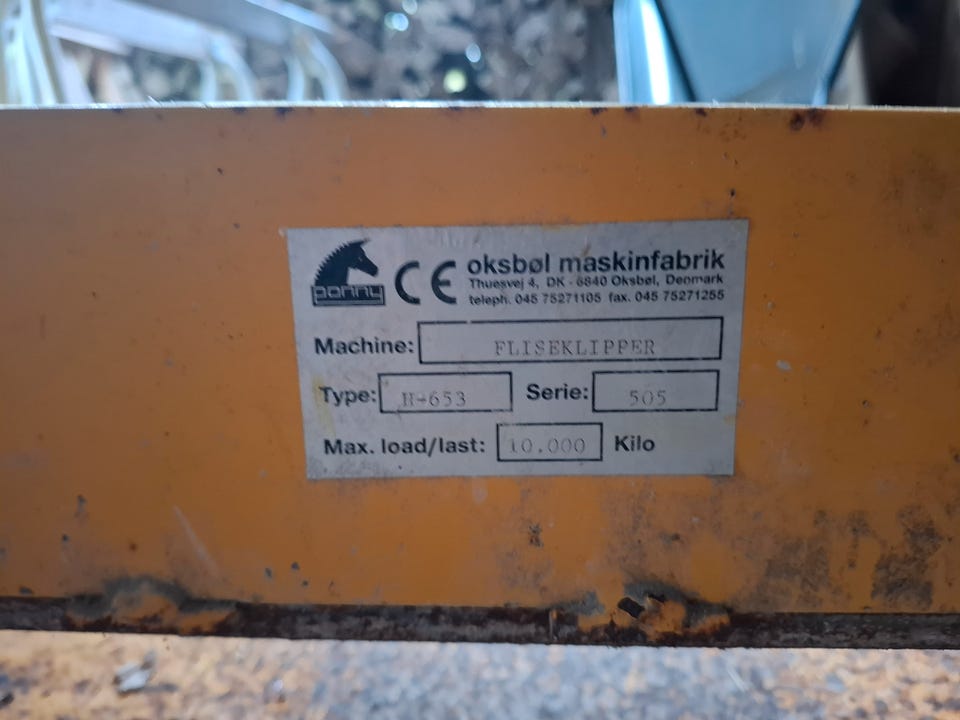 ponny
CE
oksbøl maskinfabrik
Thuesvej 4, DK - 6840 Oksbøl, Denmark
teleph. 045 75271105 fax. 045 75271255
Machine: FLISEKLIPPER
Type: H-653 Serie: 505
Max. load/last: 10.000 Kilo